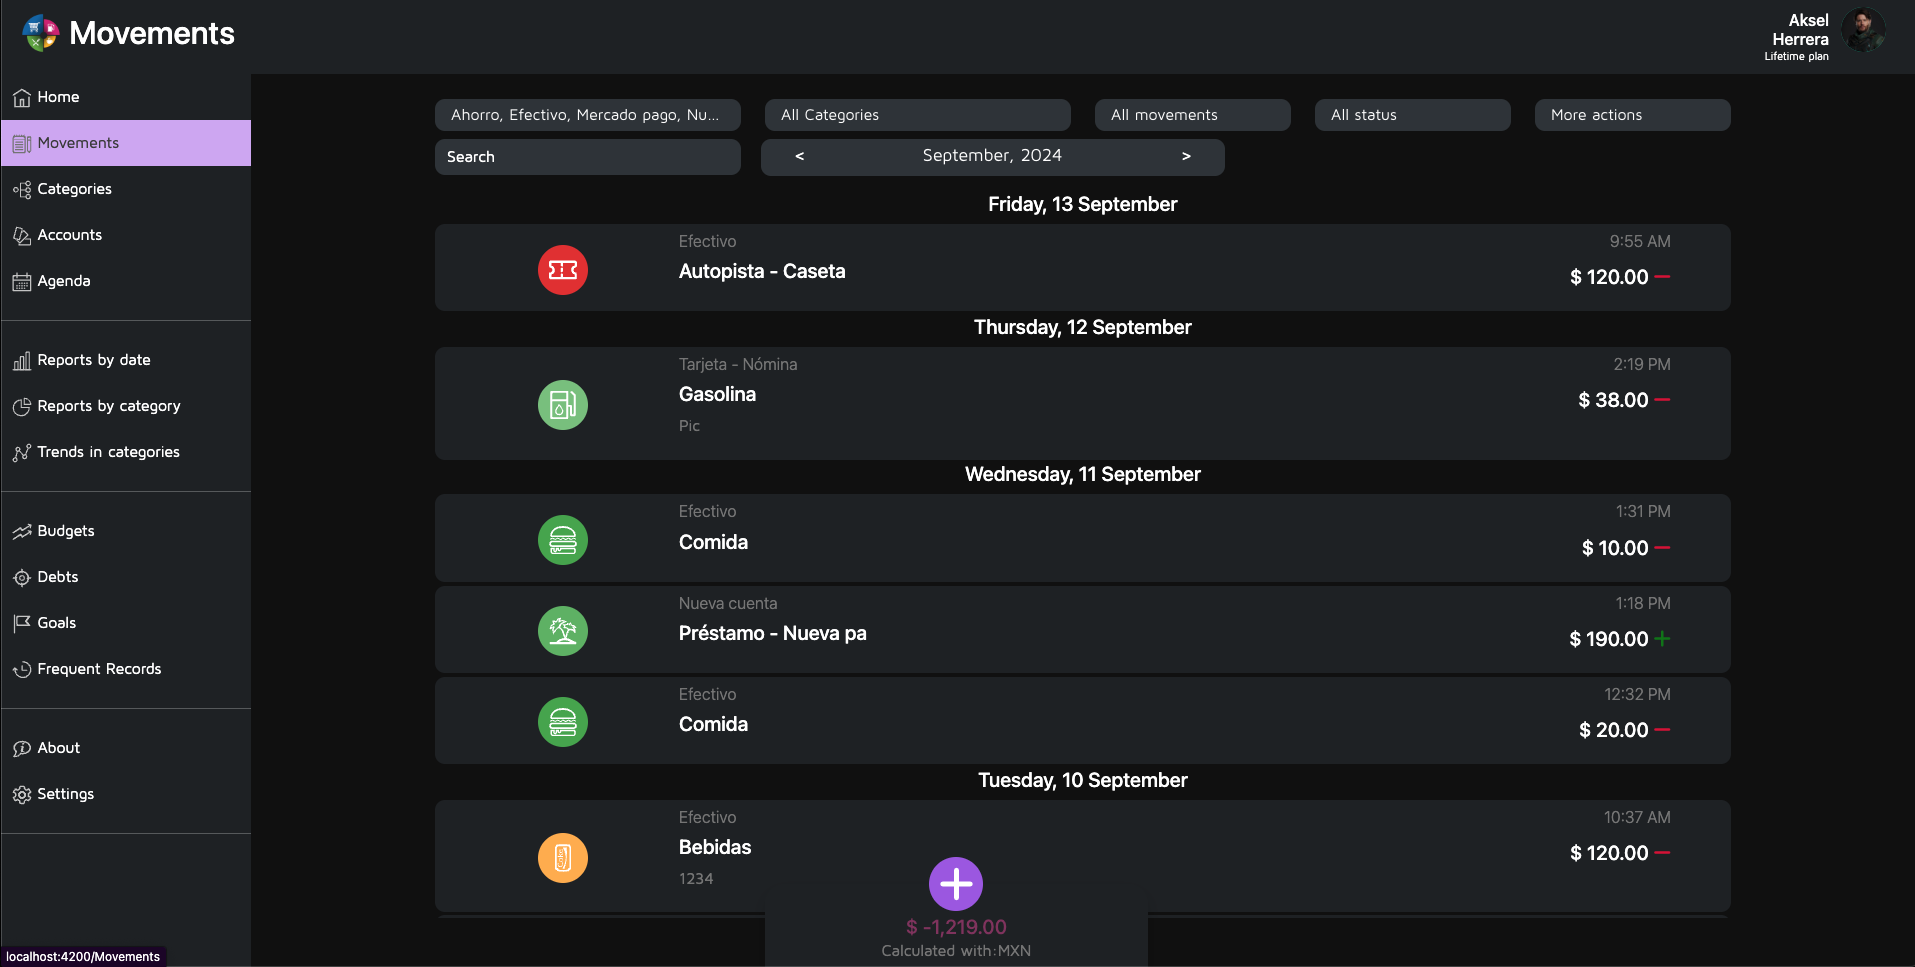 Movements
Aksel
Herrera
Lifetime plan
Home
Movements
Categories
Accounts
Agenda
Reports by date
Reports by category
Trends in categories
Budgets
Debts
Goals
Frequent Records
About
Settings
Ahorro, Efectivo, Mercado pago, Nu...
All Categories
All movements
All status
More actions
Search
< September, 2024 >
Friday, 13 September
Efectivo 9:55 AM
Autopista - Caseta
$ 120.00 −
Thursday, 12 September
Tarjeta - Nómina 2:19 PM
Gasolina
$ 38.00 −
Pic
Wednesday, 11 September
Efectivo 1:31 PM
Comida
$ 10.00 −
Nueva cuenta 1:18 PM
Préstamo - Nueva pa
$ 190.00 +
Efectivo 12:32 PM
Comida
$ 20.00 −
Tuesday, 10 September
Efectivo 10:37 AM
Bebidas
$ 120.00 −
1234
$ -1,219.00
Calculated with:MXN
localhost:4200/Movements